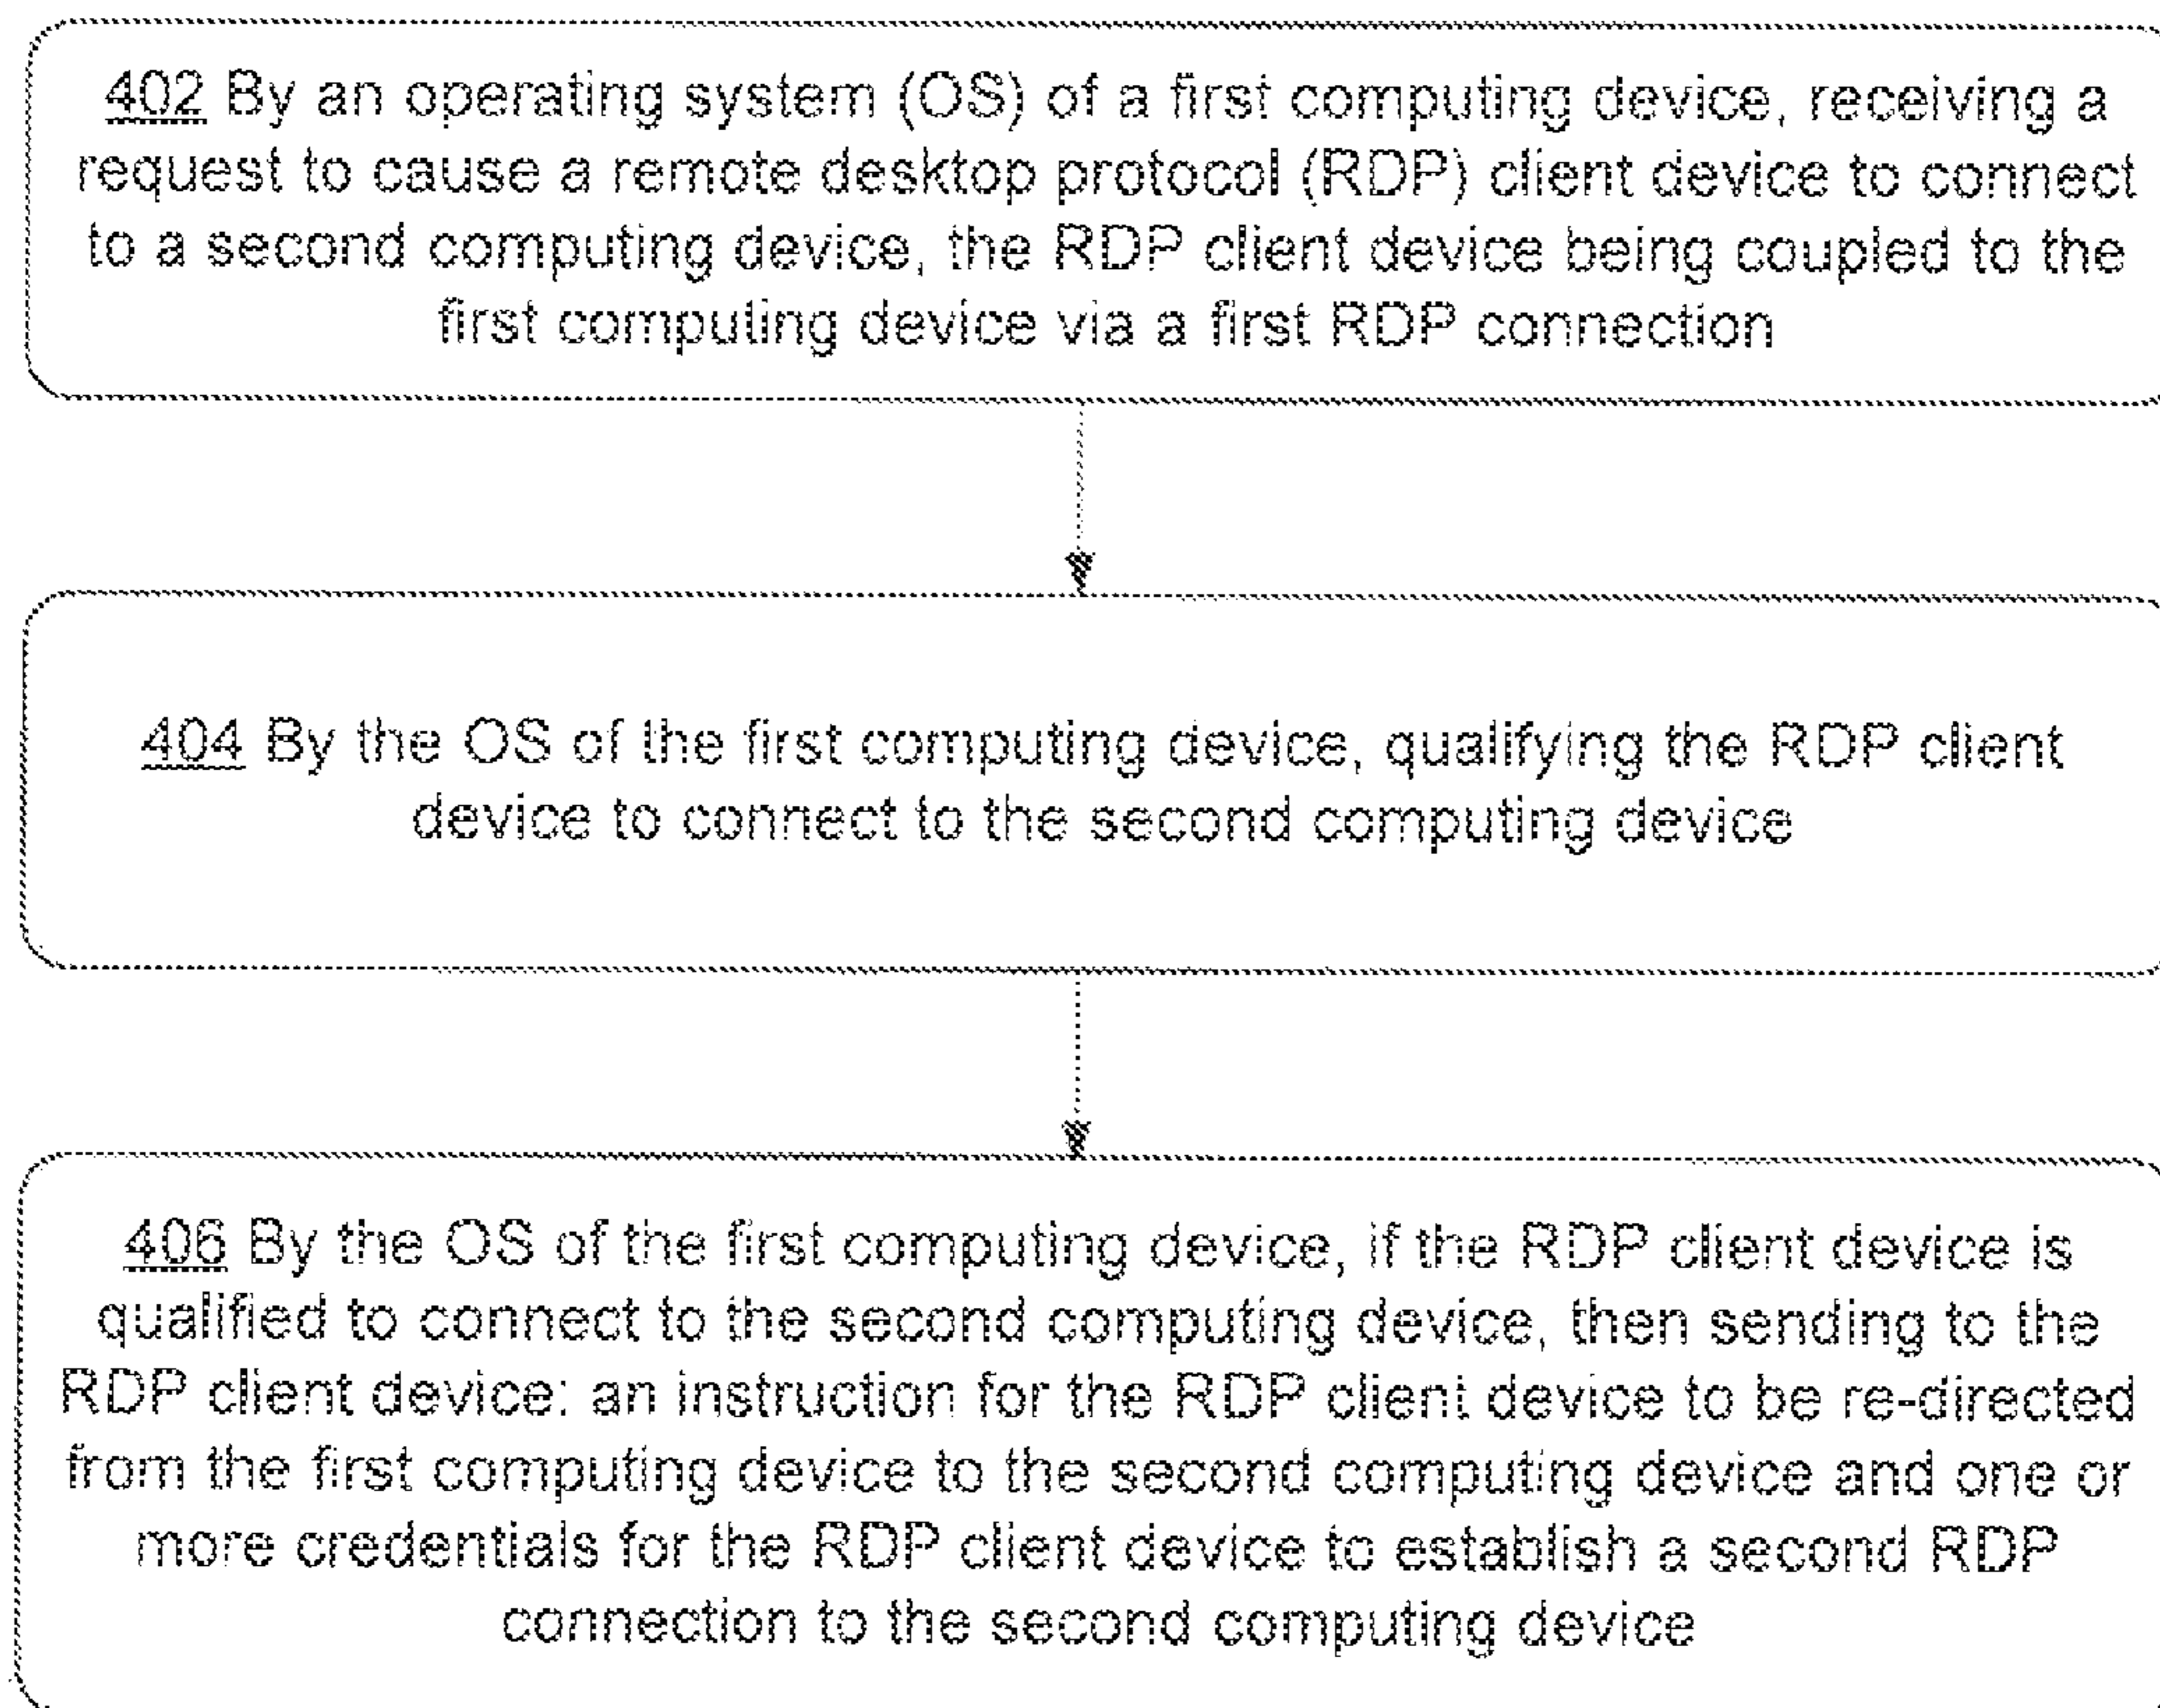 402 By an operating system (OS) of a first computing device, receiving a
request to cause a remote desktop protocol (RDP) client device to connect
to a second computing device, the RDP client device being coupled to the
first computing device via a first RDP connection
404 By the OS of the first computing device, qualifying the RDP client
device to connect to the second computing device
406 By the OS of the first computing device, if the RDP client device is
qualified to connect to the second computing device, then sending to the
RDP client device: an instruction for the RDP client device to be re-directed
from the first computing device to the second computing device and one or
more credentials for the RDP client device to establish a second RDP
connection to the second computing device